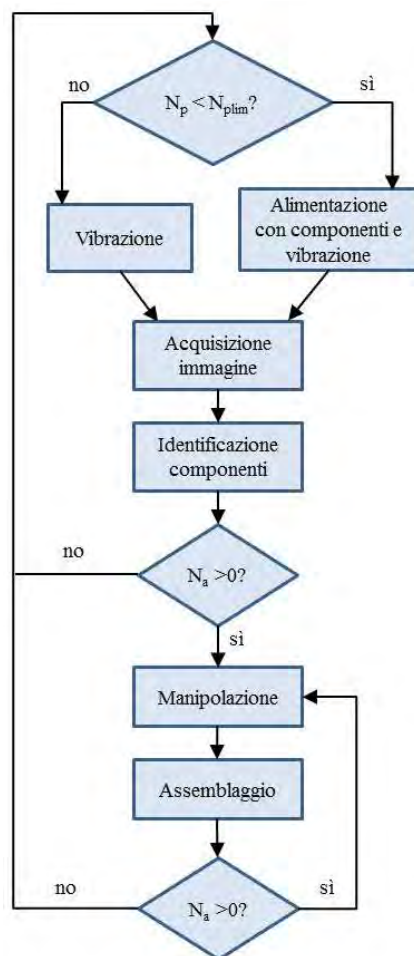 N_p < N_plim?
no
sì
Vibrazione
Alimentazione
con componenti e
vibrazione
Acquisizione
immagine
Identificazione
componenti
no
N_a >0?
sì
Manipolazione
Assemblaggio
no
N_a >0?
sì